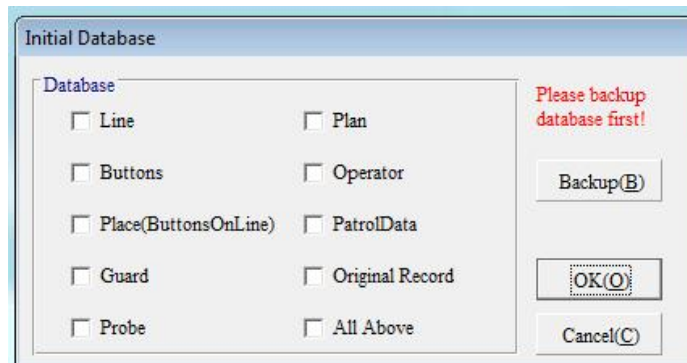 Initial Database
Database
Line
Plan
Please backup
database first!
Buttons
Operator
Backup(B)
Place(ButtonsOnLine)
PatrolData
Guard
Original Record
OK(O)
Probe
All Above
Cancel(C)